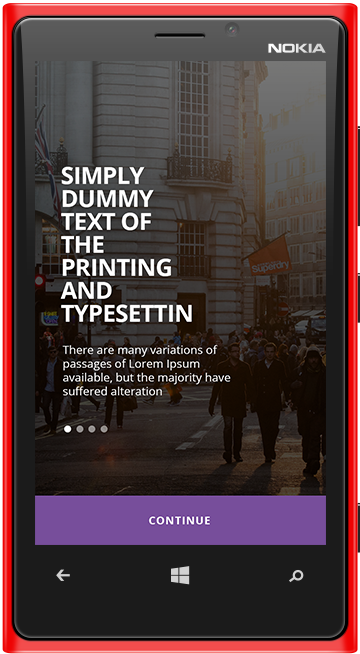 NOKIA
SIMPLY
DUMMY
TEXT OF
THE
PRINTING
AND
TYPESETTIN
Superdry.
There are many variations of
passages of Lorem Ipsum
available, but the majority have
suffered alteration
CONTINUE